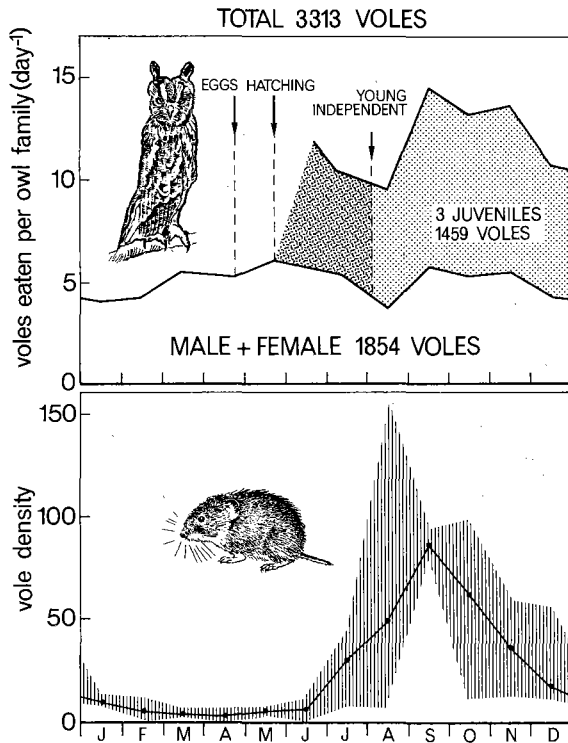 TOTAL 3313 VOLES
voles eaten per owl family (day-1)
15
10
5
0
EGGS HATCHING
YOUNG
INDEPENDENT
3 JUVENILES
1459 VOLES
MALE + FEMALE 1854 VOLES
vole density
150
100
50
0
J F M A M J J A S O N D